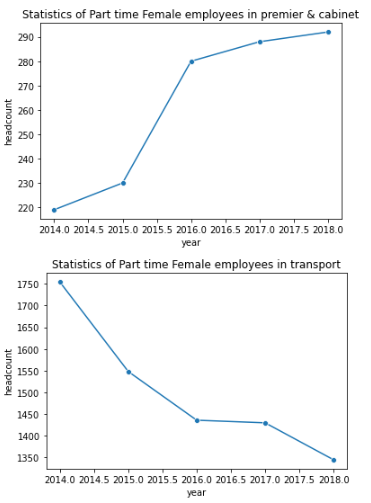 Statistics of Part time Female employees in premier & cabinet
290
280
270
260
250
240
230
220
headcount
2014.0 2014.5 2015.0 2015.5 2016.0 2016.5 2017.0 2017.5 2018.0
year
Statistics of Part time Female employees in transport
1750
1700
1650
1600
1550
1500
1450
1400
1350
headcount
2014.0 2014.5 2015.0 2015.5 2016.0 2016.5 2017.0 2017.5 2018.0
year